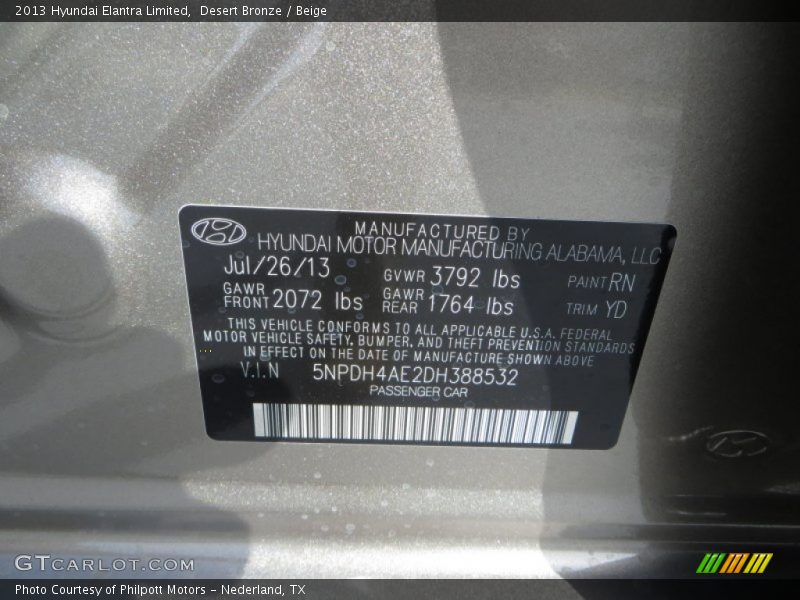 2013 Hyundai Elantra Limited, Desert Bronze / Beige
MANUFACTURED BY
HYUNDAI MOTOR MANUFACTURING ALABAMA, LLC
Jul/26/13 GVWR 3792 lbs PAINT RN
GAWR FRONT 2072 lbs GAWR REAR 1764 lbs TRIM YD
THIS VEHICLE CONFORMS TO ALL APPLICABLE U.S.A. FEDERAL
MOTOR VEHICLE SAFETY, BUMPER, AND THEFT PREVENTION STANDARDS
IN EFFECT ON THE DATE OF MANUFACTURE SHOWN ABOVE
V.I.N 5NPDH4AE2DH388532
PASSENGER CAR
GTCARLOT.COM
Photo Courtesy of Philpott Motors - Nederland, TX